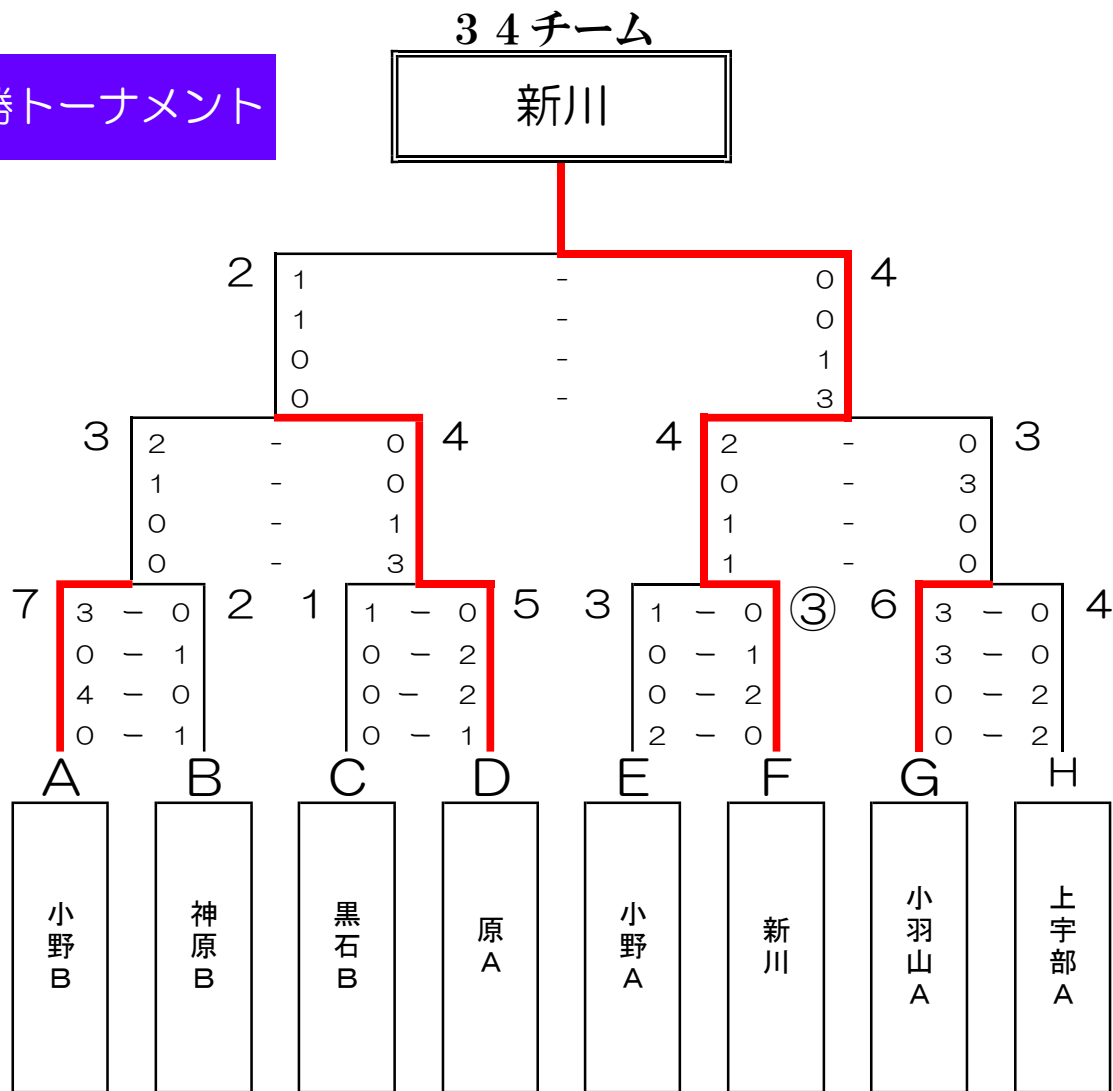 ３４チーム
勝トーナメント
新川
2 1 - 0 4
1 - 0
0 - 1
0 - 3
3 2 - 0 4 4 2 - 0 3
1 - 0 0 - 3
0 - 1 1 - 0
0 - 3 1 - 0
7 3 － 0 2 1 1 － 0 5 3 1 － 0 ③ 6 3 － 0 4
0 － 1 0 － 2 0 － 1 3 － 0
4 － 0 0 － 2 0 － 2 0 － 2
0 － 1 0 － 1 2 － 0 0 － 2
A B C D E F G H
小野B
神原B
黒石B
原A
小野A
新川
小羽山A
上宇部A